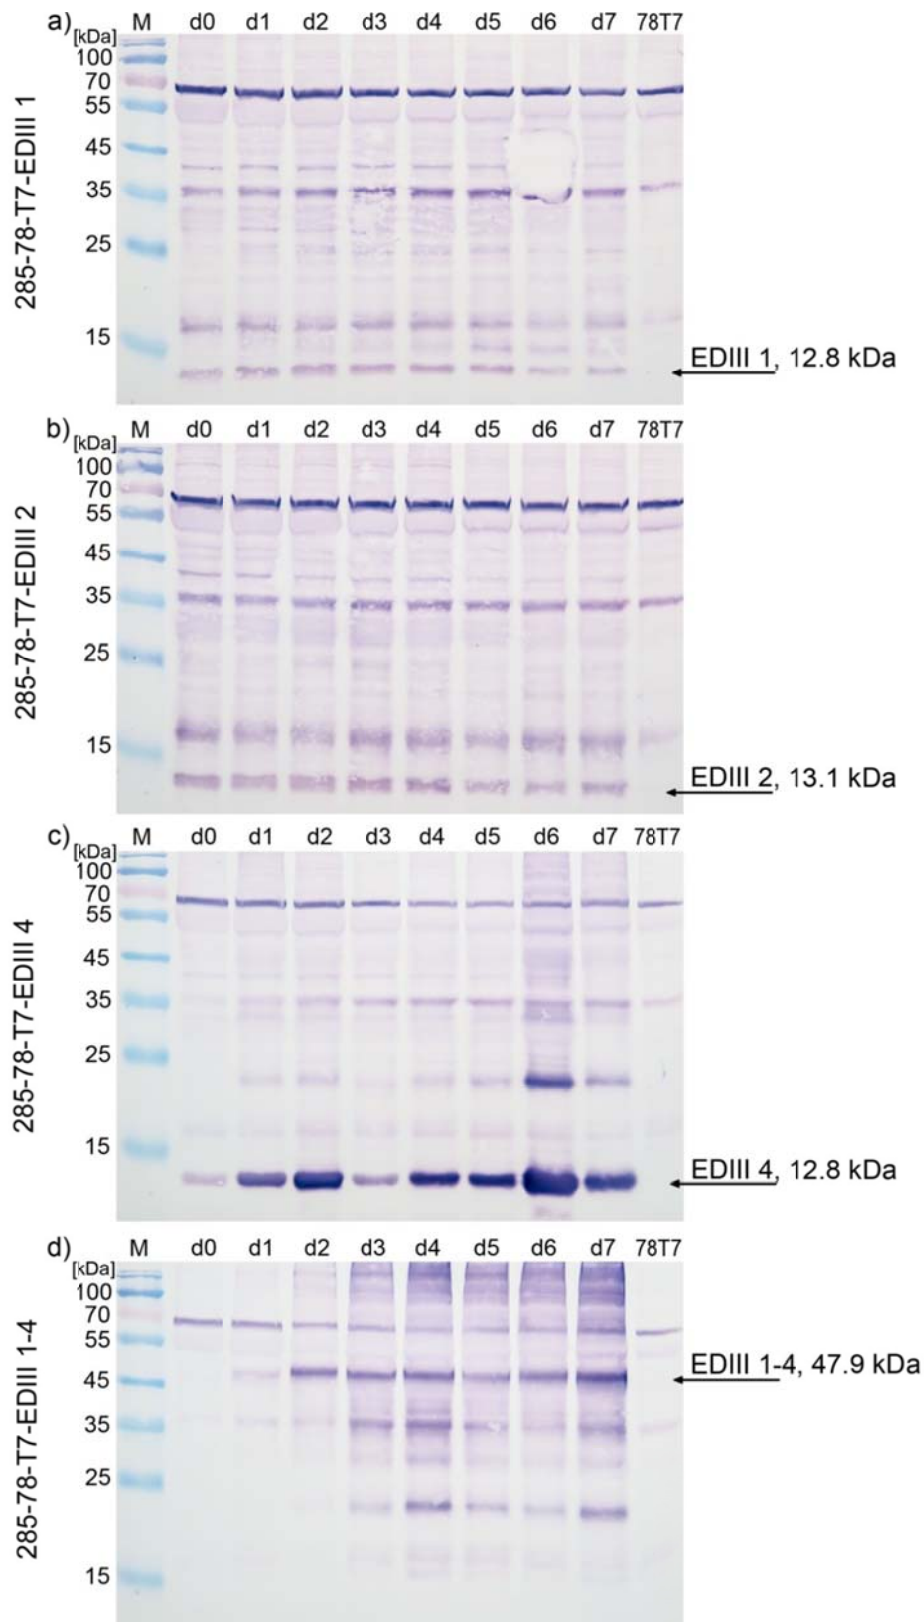 a) M d0 d1 d2 d3 d4 d5 d6 d7 78T7
[kDa]
100
70
55
45
35
25
15
285-78-T7-EDIII 1
EDIII 1, 12.8 kDa
b) M d0 d1 d2 d3 d4 d5 d6 d7 78T7
[kDa]
100
70
55
45
35
25
15
285-78-T7-EDIII 2
EDIII 2, 13.1 kDa
c) M d0 d1 d2 d3 d4 d5 d6 d7 78T7
[kDa]
100
70
55
45
35
25
15
285-78-T7-EDIII 4
EDIII 4, 12.8 kDa
d) M d0 d1 d2 d3 d4 d5 d6 d7 78T7
[kDa]
100
70
55
45
35
25
15
285-78-T7-EDIII 1-4
EDIII 1-4, 47.9 kDa